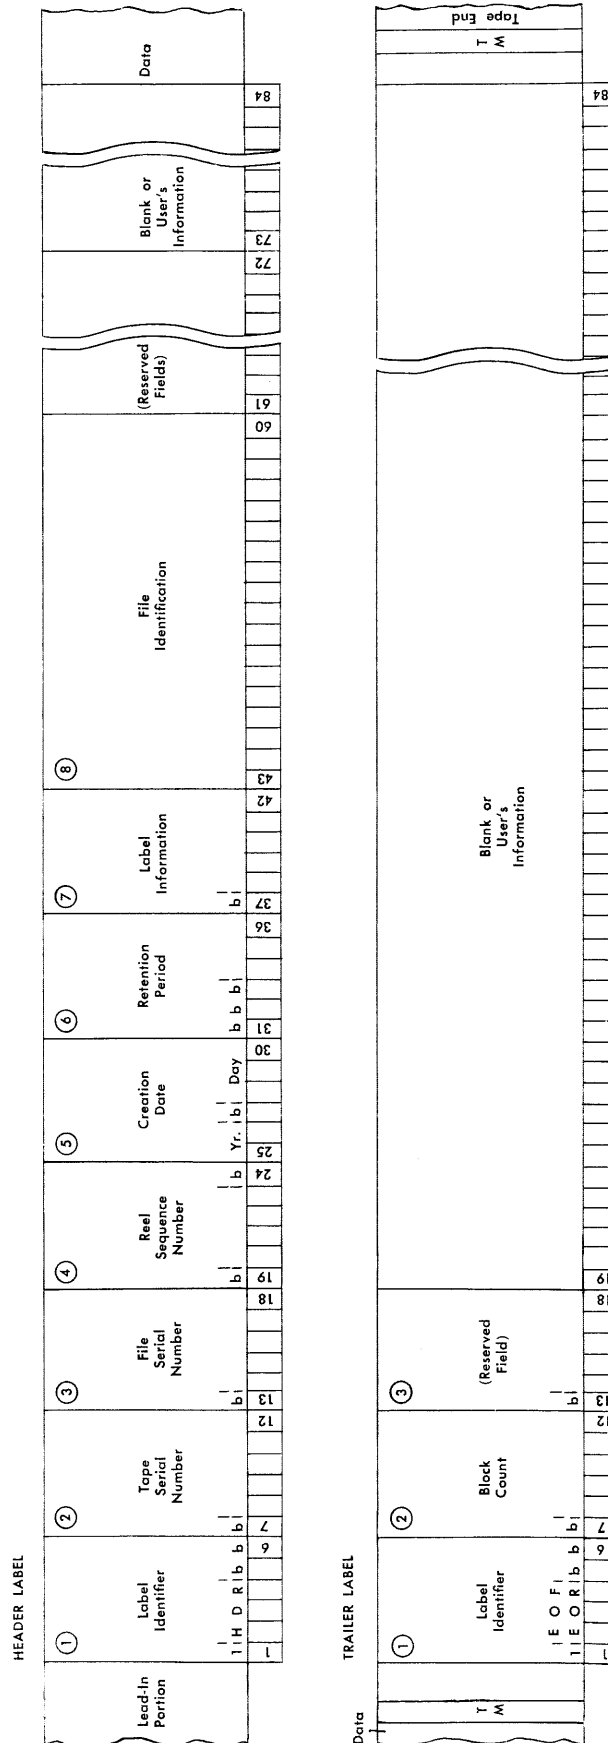 HEADER LABEL
Lead-In
Portion
1
Label
Identifier
1 H D R b b
1
6
2
Tape
Serial
Number
b
7
12
3
File
Serial
Number
b
13
18
4
Reel
Sequence
Number
b
b
19
24
5
Creation
Date
Yr. b Day
25
30
6
Retention
Period
b b b
31
36
7
Label
Information
b
37
42
8
File
Identification
43
60
(Reserved
Fields)
61
72
Blank or
User's
Information
73
84
Data
TRAILER LABEL
Data
T
M
1
Label
Identifier
E O F
1 E O R b b
1
6
2
Block
Count
b
7
12
3
(Reserved
Field)
b
13
18
19
Blank or
User's
Information
84
T
M
Tape End